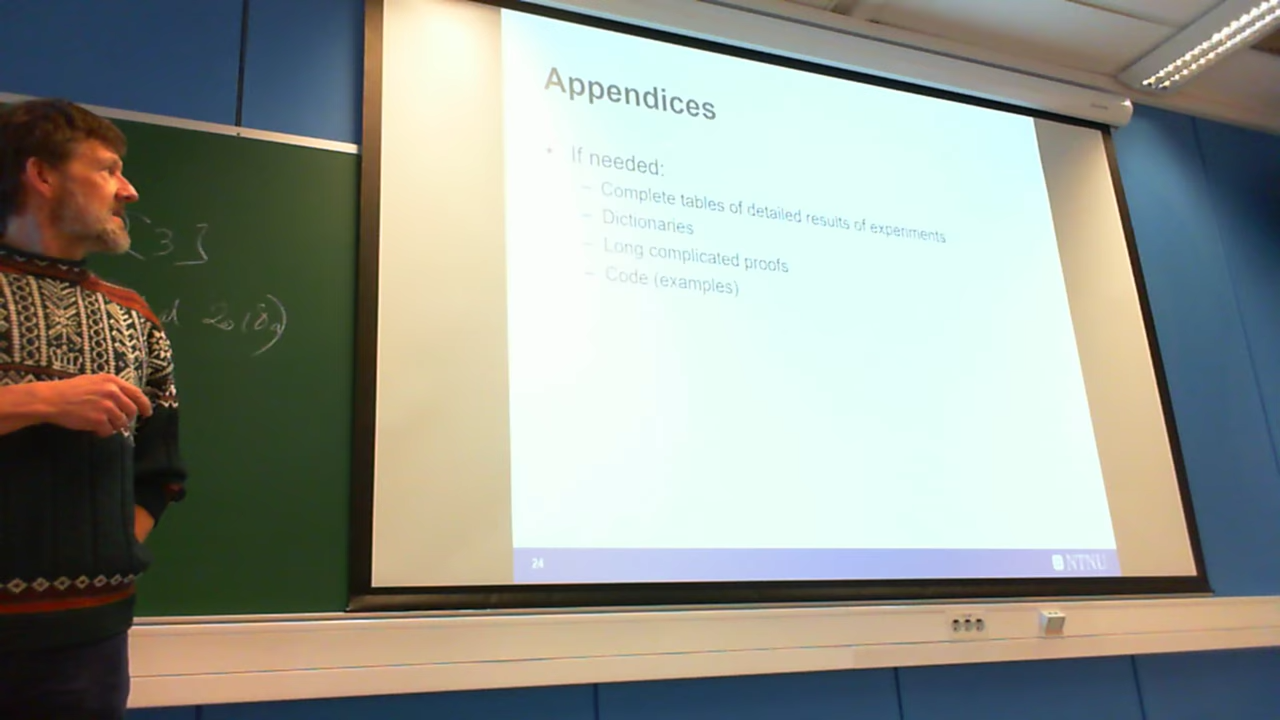 Appendices
• If needed:
– Complete tables of detailed results of experiments
– Dictionaries
– Long complicated proofs
– Code (examples)
24
NTNU
[3]
2018a)